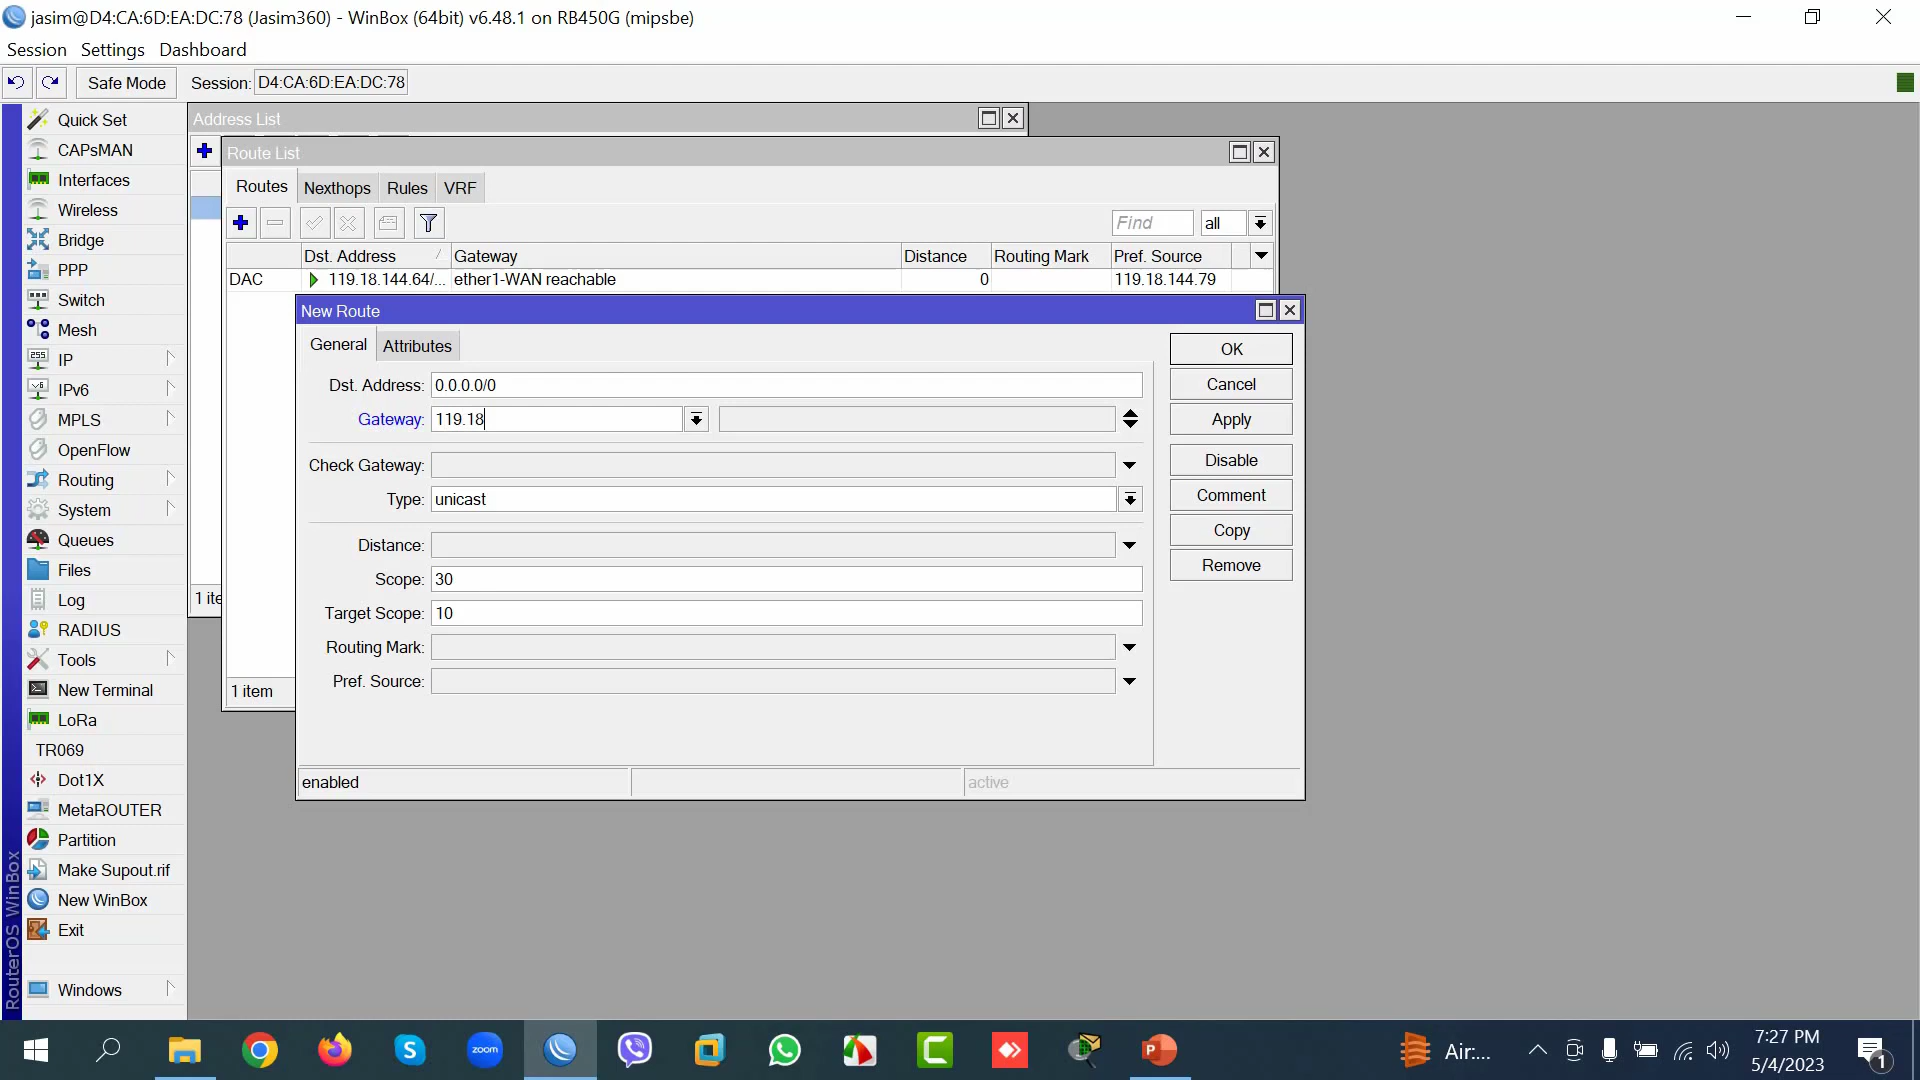 jasim@D4:CA:6D:EA:DC:78 (Jasim360) - WinBox (64bit) v6.48.1 on RB450G (mipsbe)
Session Settings Dashboard
Safe Mode Session: D4:CA:6D:EA:DC:78
Quick Set
CAPsMAN
Interfaces
Wireless
Bridge
PPP
Switch
Mesh
255 IP
v6 IPv6
MPLS
OpenFlow
Routing
System
Queues
Files
Log
RADIUS
Tools
New Terminal
LoRa
TR069
Dot1X
MetaROUTER
Partition
Make Supout.rif
New WinBox
Exit
Windows
RouterOS WinBox
Address List
1 ite
Route List
Routes Nexthops Rules VRF
Find all
Dst. Address Gateway Distance Routing Mark Pref. Source
DAC 119.18.144.64/... ether1-WAN reachable 0 119.18.144.79
1 item
New Route
General Attributes
Dst. Address: 0.0.0.0/0
Gateway: 119.18
Check Gateway:
Type: unicast
Distance:
Scope: 30
Target Scope: 10
Routing Mark:
Pref. Source:
OK
Cancel
Apply
Disable
Comment
Copy
Remove
enabled active
zoom
Air:...
7:27 PM
5/4/2023
1